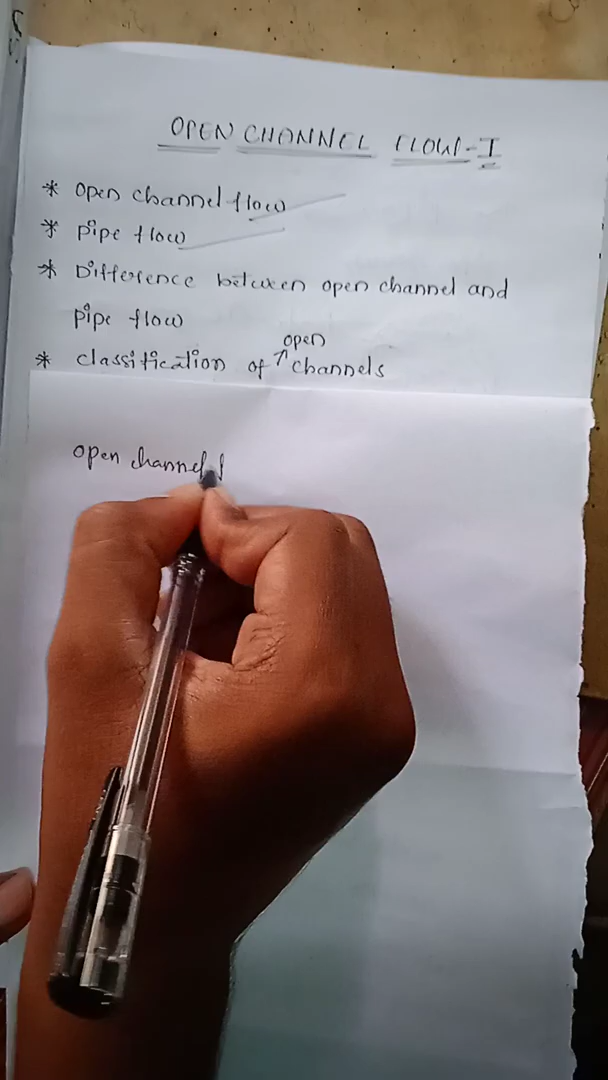 OPEN CHANNEL FLOW-I
* open channel flow
* pipe flow
* Difference between open channel and
pipe flow
open
* classification of ↑ channels
open channel f